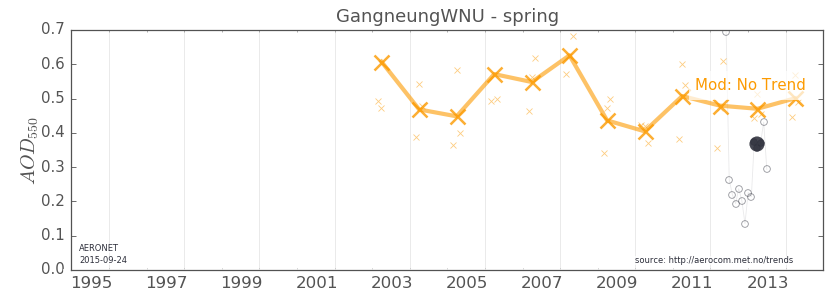 GangneungWNU - spring
0.7
0.6
0.5
0.4
0.3
0.2
0.1
0.0
AOD550
Mod: No Trend
AERONET
2015-09-24
source: http://aerocom.met.no/trends
1995 1997 1999 2001 2003 2005 2007 2009 2011 2013